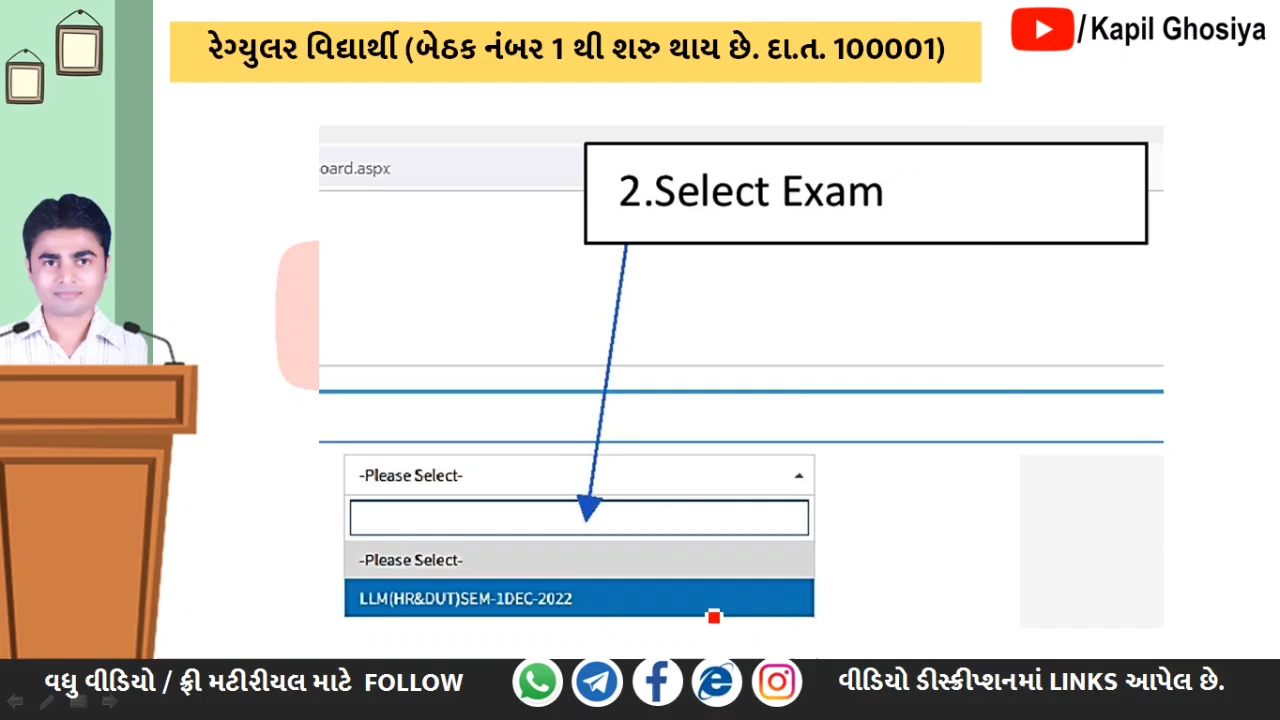 રેગ્યુલર વિદ્યાર્થી (બેઠક નંબર 1 થી શરુ થાય છે. દા.ત. 100001)
/Kapil Ghosiya
oard.aspx
2.Select Exam
-Please Select-
-Please Select-
LLM(HR&DUT)SEM-1DEC-2022
વધુ વીડિયો / ફ્રી મટીરીયલ માટે FOLLOW
વીડિયો ડીસ્ક્રીપ્શનમાં LINKS આપેલ છે.